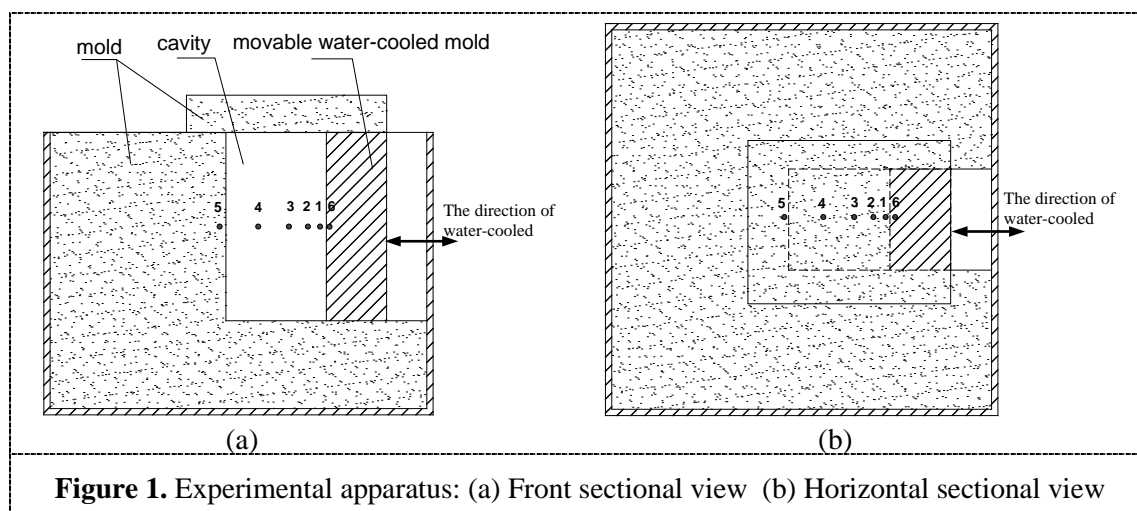 mold cavity movable water-cooled mold
5 4 3 2 1 6
The direction of
water-cooled
(a)
5 4 3 2 1 6
The direction of
water-cooled
(b)
Figure 1. Experimental apparatus: (a) Front sectional view (b) Horizontal sectional view